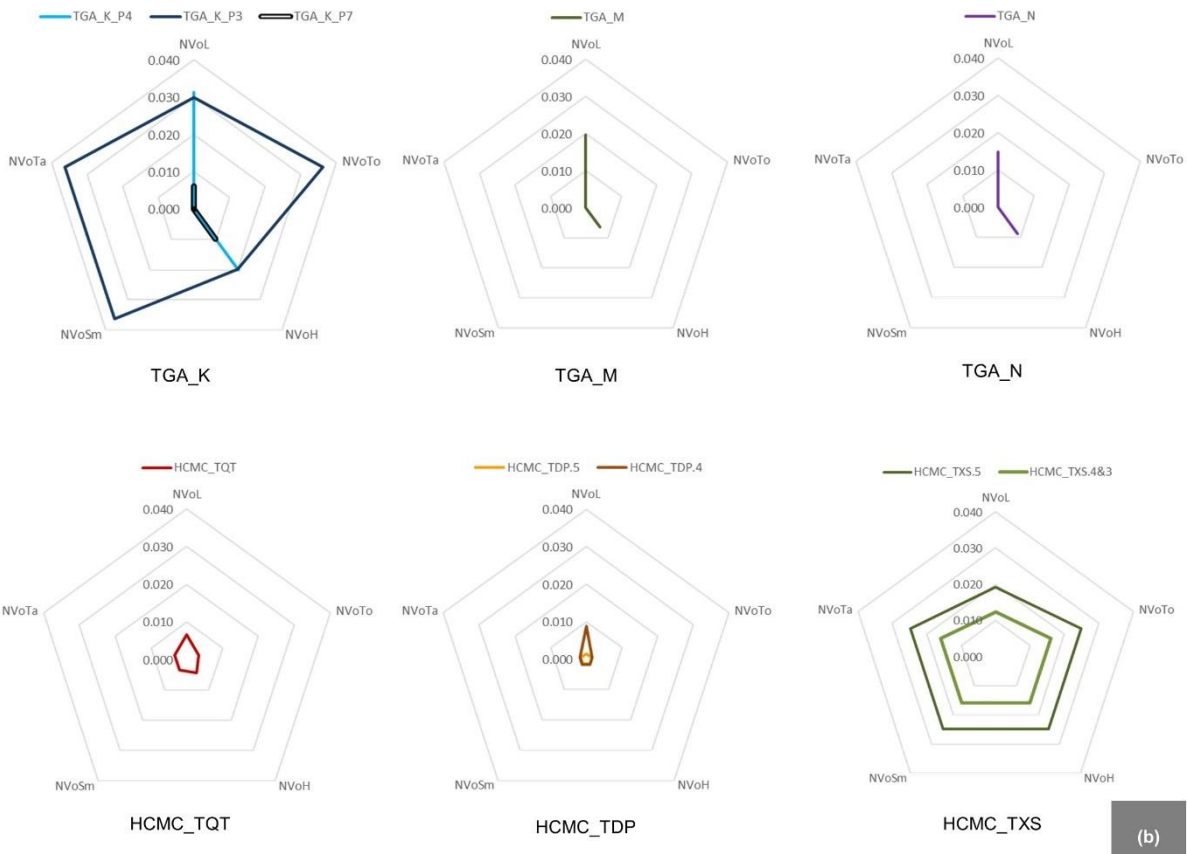 TGA_K_P4 TGA_K_P3 TGA_K_P7
NVoL
0.040
0.030
0.020
0.010
0.000
NVoTa
NVoTo
NVoSm
NVoH
TGA_K
TGA_M
NVoL
0.040
0.030
0.020
0.010
0.000
NVoTa
NVoTo
NVoSm
NVoH
TGA_M
TGA_N
NVoL
0.040
0.030
0.020
0.010
0.000
NVoTa
NVoTo
NVoSm
NVoH
TGA_N
HCMC_TQT
NVoL
0.040
0.030
0.020
0.010
0.000
NVoTa
NVoTo
NVoSm
NVoH
HCMC_TQT
HCMC_TDP.5 HCMC_TDP.4
NVoL
0.040
0.030
0.020
0.010
0.000
NVoTa
NVoTo
NVoSm
NVoH
HCMC_TDP
HCMC_TXS.5 HCMC_TXS.4&3
NVoL
0.040
0.030
0.020
0.010
0.000
NVoTa
NVoTo
NVoSm
NVoH
HCMC_TXS
(b)